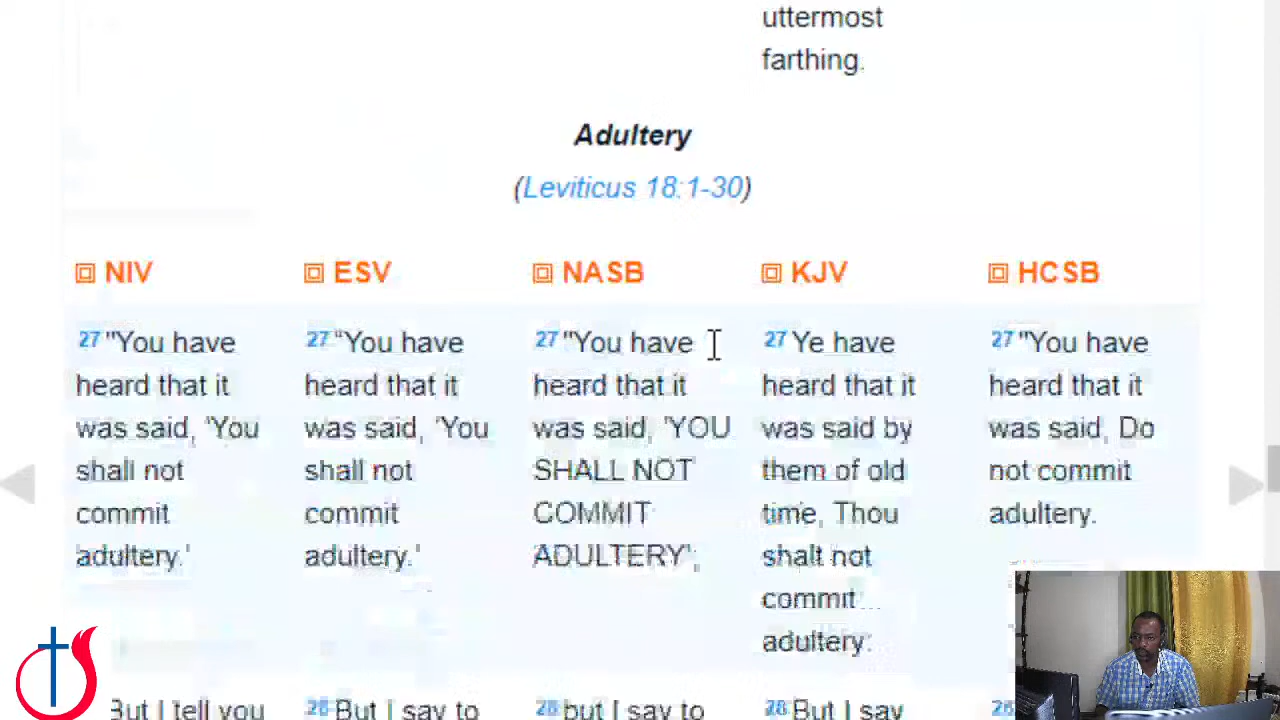 uttermost
farthing.
Adultery
(Leviticus 18:1-30)
NIV
27 "You have
heard that it
was said, 'You
shall not
commit
adultery.'
ESV
27 “You have
heard that it
was said, ‘You
shall not
commit
adultery.’
NASB
27 "You have
heard that it
was said, 'YOU
SHALL NOT
COMMIT
ADULTERY';
KJV
27 Ye have
heard that it
was said by
them of old
time, Thou
shalt not
commit
adultery:
HCSB
27 "You have
heard that it
was said, Do
not commit
adultery.
But I tell you
28 But I say to
28 but I say to
28 But I say
28